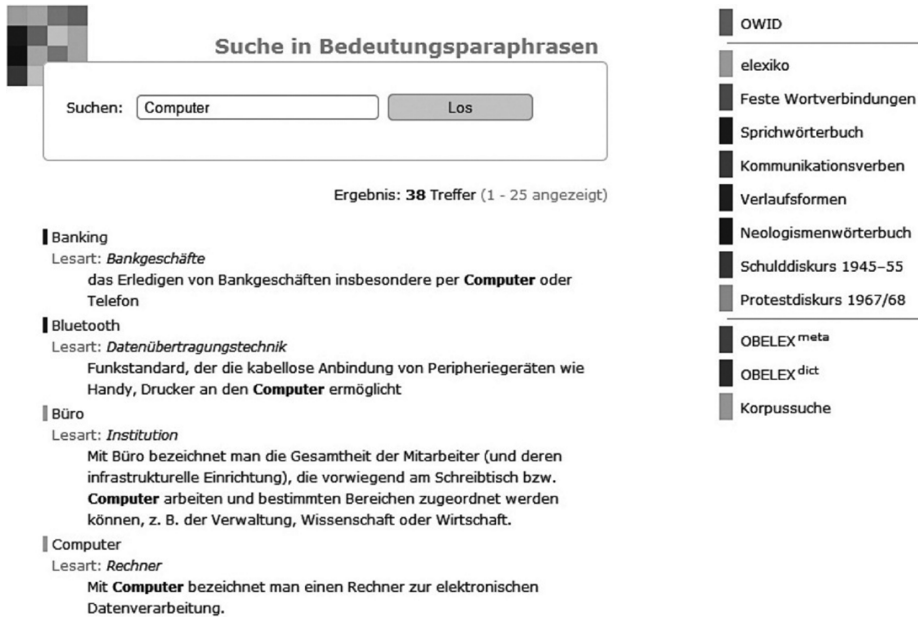 Suche in Bedeutungsparaphrasen
Suchen: Computer Los
Ergebnis: 38 Treffer (1 - 25 angezeigt)
Banking
Lesart: Bankgeschäfte
das Erledigen von Bankgeschäften insbesondere per Computer oder
Telefon
Bluetooth
Lesart: Datenübertragungstechnik
Funkstandard, der die kabellose Anbindung von Peripheriegeräten wie
Handy, Drucker an den Computer ermöglicht
Büro
Lesart: Institution
Mit Büro bezeichnet man die Gesamtheit der Mitarbeiter (und deren
infrastrukturelle Einrichtung), die vorwiegend am Schreibtisch bzw.
Computer arbeiten und bestimmten Bereichen zugeordnet werden
können, z. B. der Verwaltung, Wissenschaft oder Wirtschaft.
Computer
Lesart: Rechner
Mit Computer bezeichnet man einen Rechner zur elektronischen
Datenverarbeitung.
OWID
elexiko
Feste Wortverbindungen
Sprichwörterbuch
Kommunikationsverben
Verlaufsformen
Neologismenwörterbuch
Schulddiskurs 1945–55
Protestdiskurs 1967/68
OBELEX meta
OBELEX dict
Korpussuche